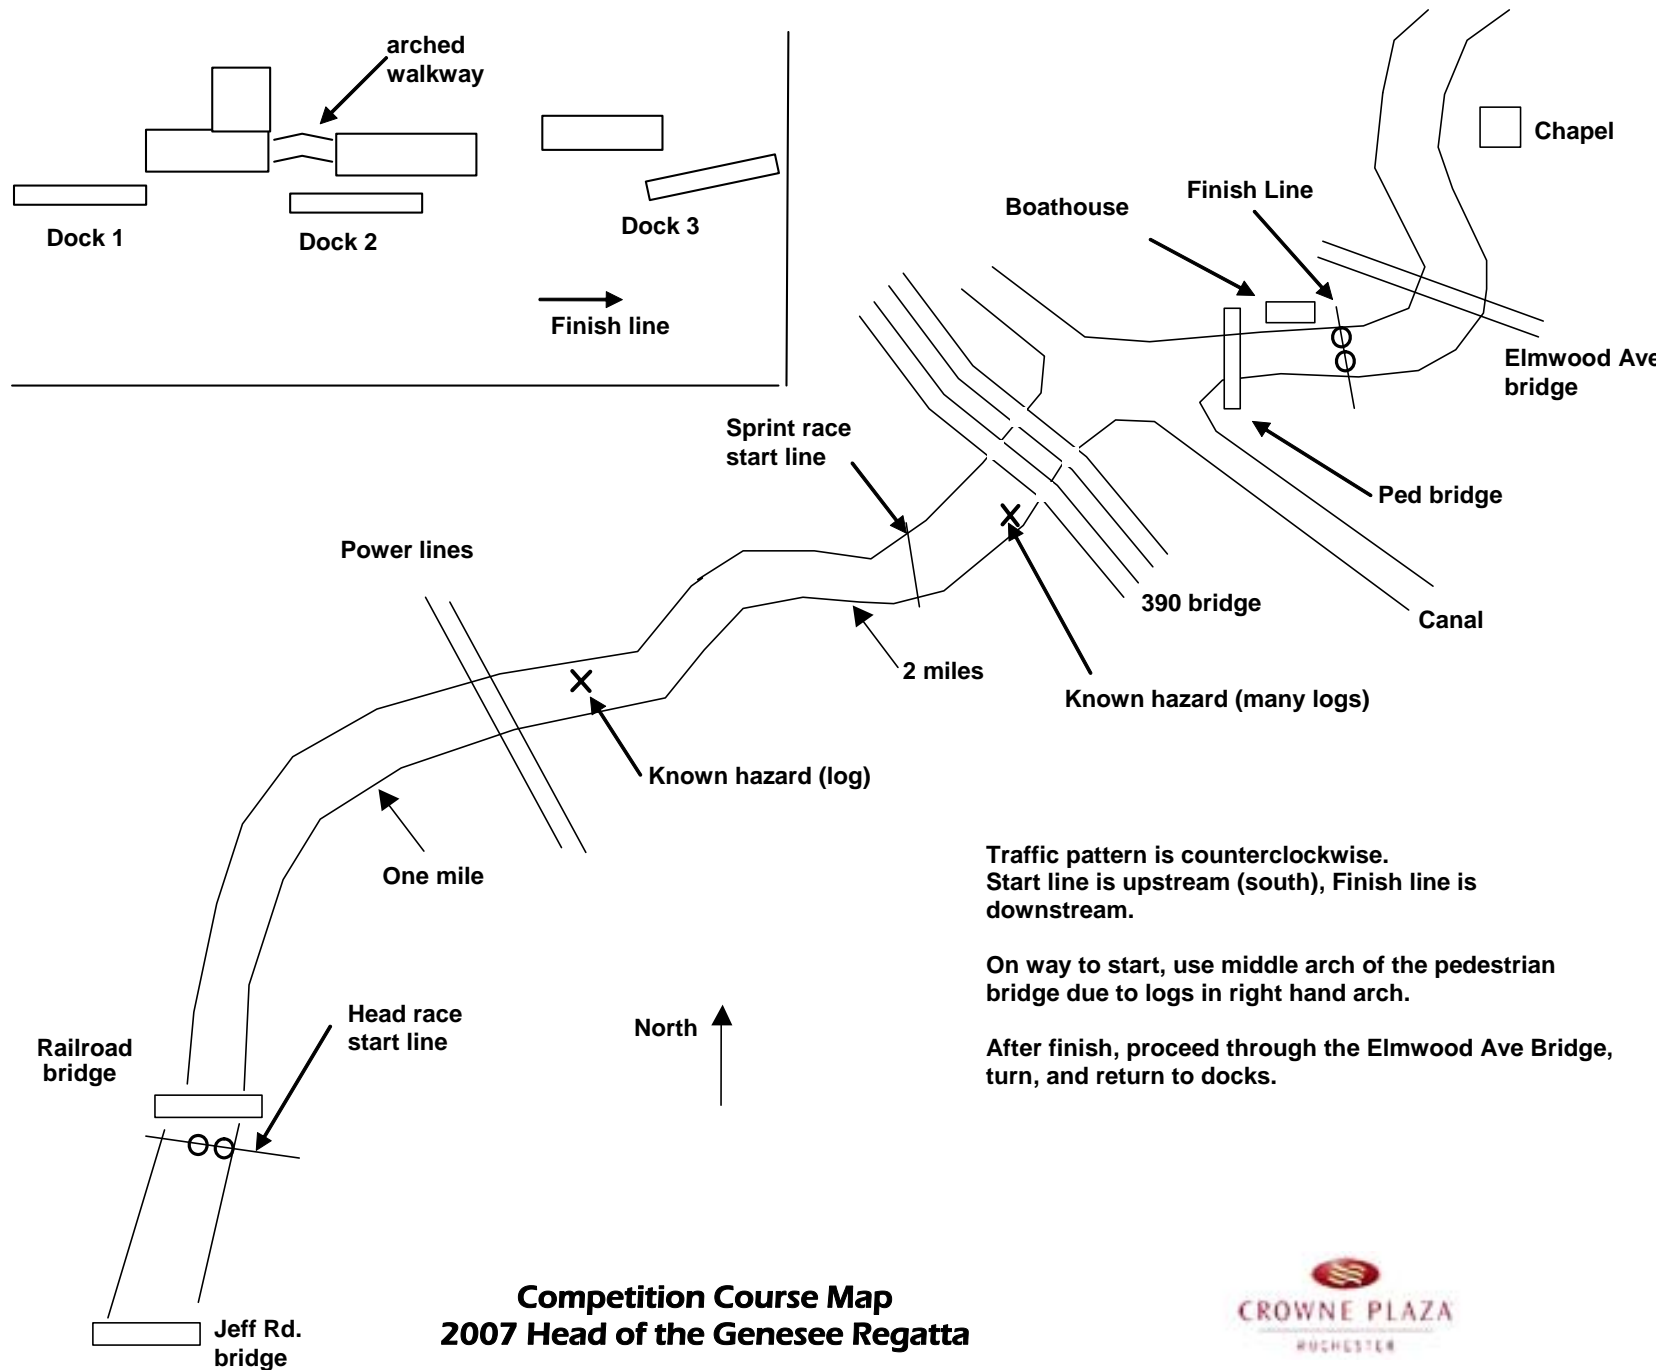 arched
walkway
Dock 1
Dock 2
Dock 3
Finish line
Chapel
Finish Line
Boathouse
Elmwood Ave
bridge
Sprint race
start line
Ped bridge
Power lines
390 bridge
Canal
2 miles
Known hazard (many logs)
Known hazard (log)
One mile
Traffic pattern is counterclockwise.
Start line is upstream (south), Finish line is
downstream.
On way to start, use middle arch of the pedestrian
bridge due to logs in right hand arch.
After finish, proceed through the Elmwood Ave Bridge,
turn, and return to docks.
Head race
start line
North
Railroad
bridge
Jeff Rd.
bridge
Competition Course Map
2007 Head of the Genesee Regatta
CROWNE PLAZA
ROCHESTER